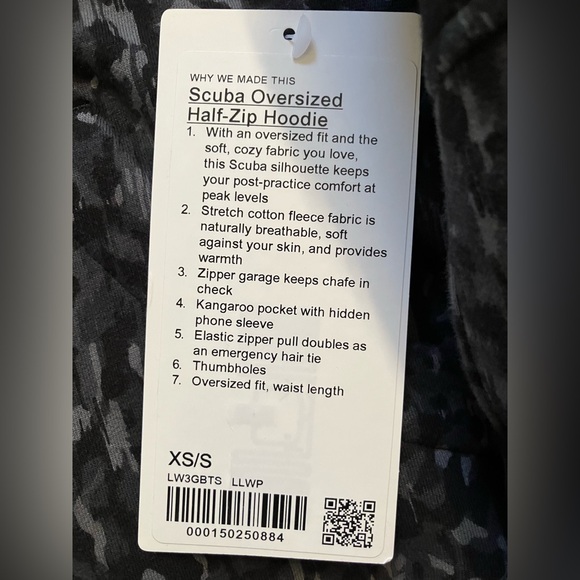 WHY WE MADE THIS
Scuba Oversized
Half-Zip Hoodie
1. With an oversized fit and the
soft, cozy fabric you love,
this Scuba silhouette keeps
your post-practice comfort at
peak levels
2. Stretch cotton fleece fabric is
naturally breathable, soft
against your skin, and provides
warmth
3. Zipper garage keeps chafe in
check
4. Kangaroo pocket with hidden
phone sleeve
5. Elastic zipper pull doubles as
an emergency hair tie
6. Thumbholes
7. Oversized fit, waist length
XS/S
LW3GBTS LLWP
000150250884